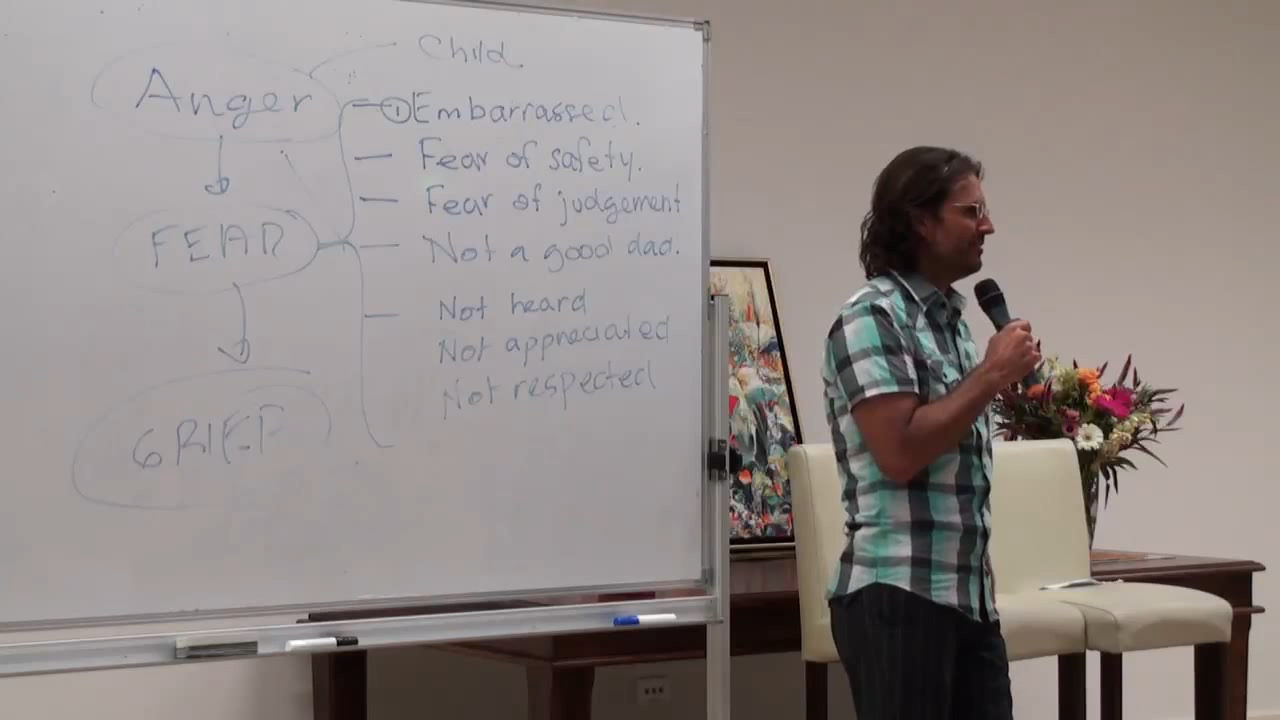 Child
Anger
① Embarrassed.
— Fear of safety.
— Fear of judgement
FEAR
— Not a good dad.
— Not heard
Not appreciated
Not respected
GRIEF